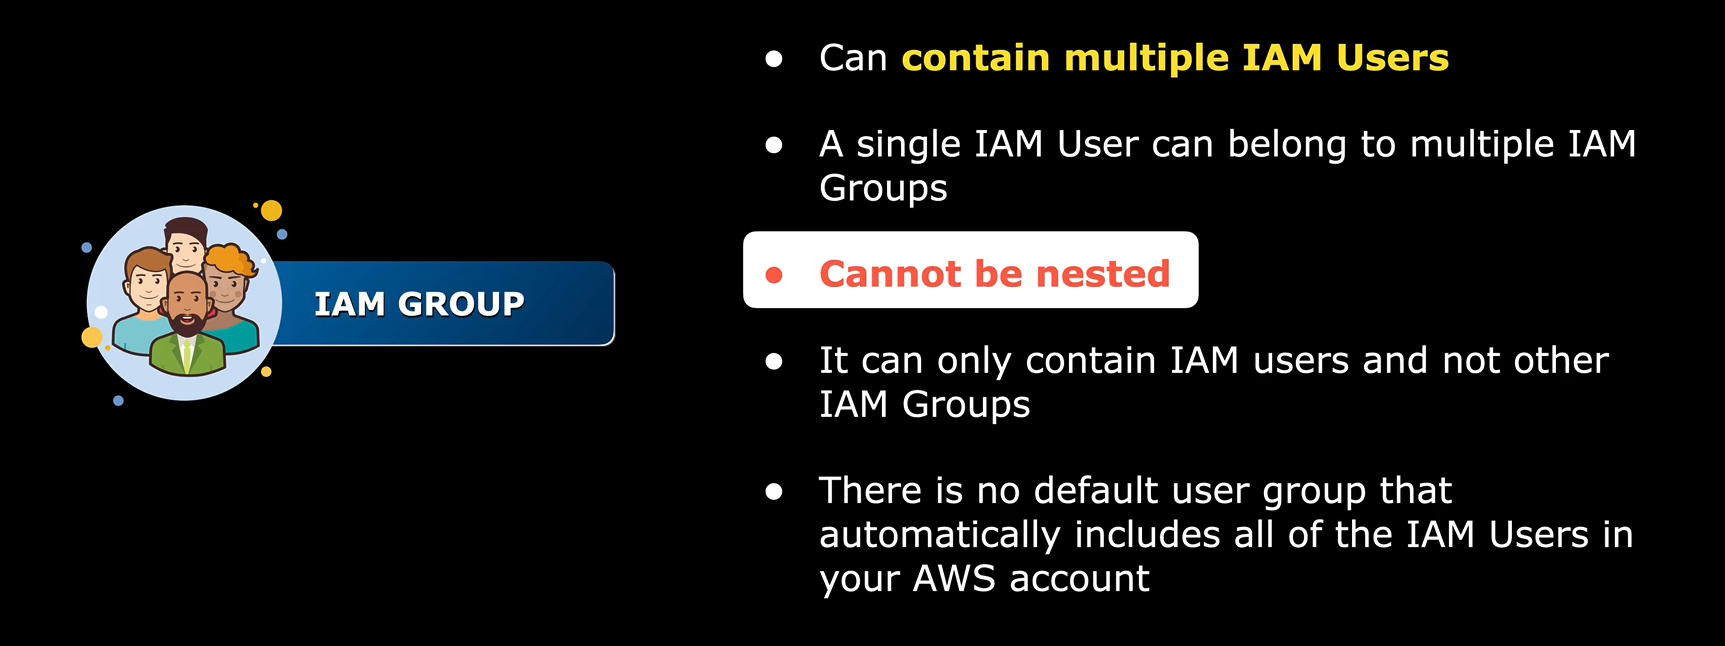 IAM GROUP
● Can contain multiple IAM Users
● A single IAM User can belong to multiple IAM
Groups
● Cannot be nested
● It can only contain IAM users and not other
IAM Groups
● There is no default user group that
automatically includes all of the IAM Users in
your AWS account